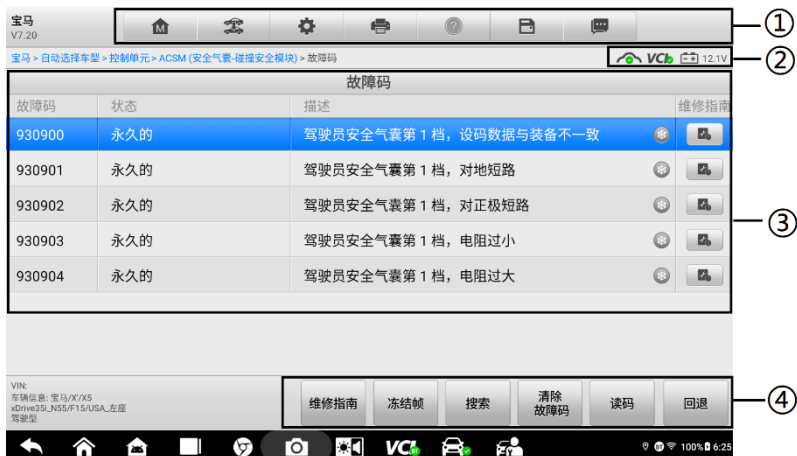 宝马
V7.20
M
①
宝马 > 自动选择车型 > 控制单元 > ACSM (安全气囊-碰撞安全模块) > 故障码
VCI 12.1V
②
故障码
故障码 状态 描述 维修指南
930900 永久的 驾驶员安全气囊第 1 档，设码数据与装备不一致
930901 永久的 驾驶员安全气囊第 1 档，对地短路
930902 永久的 驾驶员安全气囊第 1 档，对正极短路
930903 永久的 驾驶员安全气囊第 1 档，电阻过小
930904 永久的 驾驶员安全气囊第 1 档，电阻过大
③
VIN:
车辆信息: 宝马/X'/X5
xDrive35i_N55/F15/USA_左座
驾驶型
维修指南 冻结帧 搜索 清除
故障码 读码 回退
④
VCI 100% 6:25